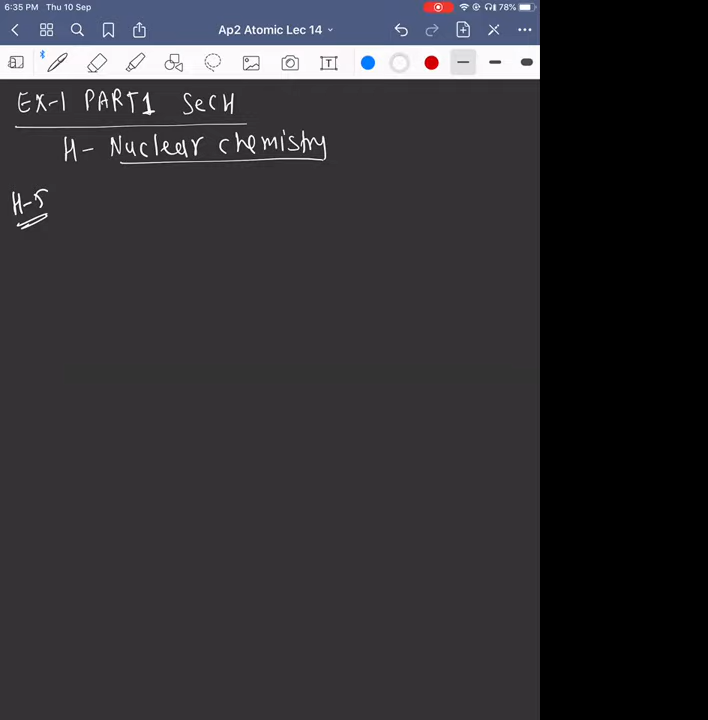 6:35 PM Thu 10 Sep 78%
Ap2 Atomic Lec 14
EX-1 PART1 SecH
H- Nuclear chemistry
H-5